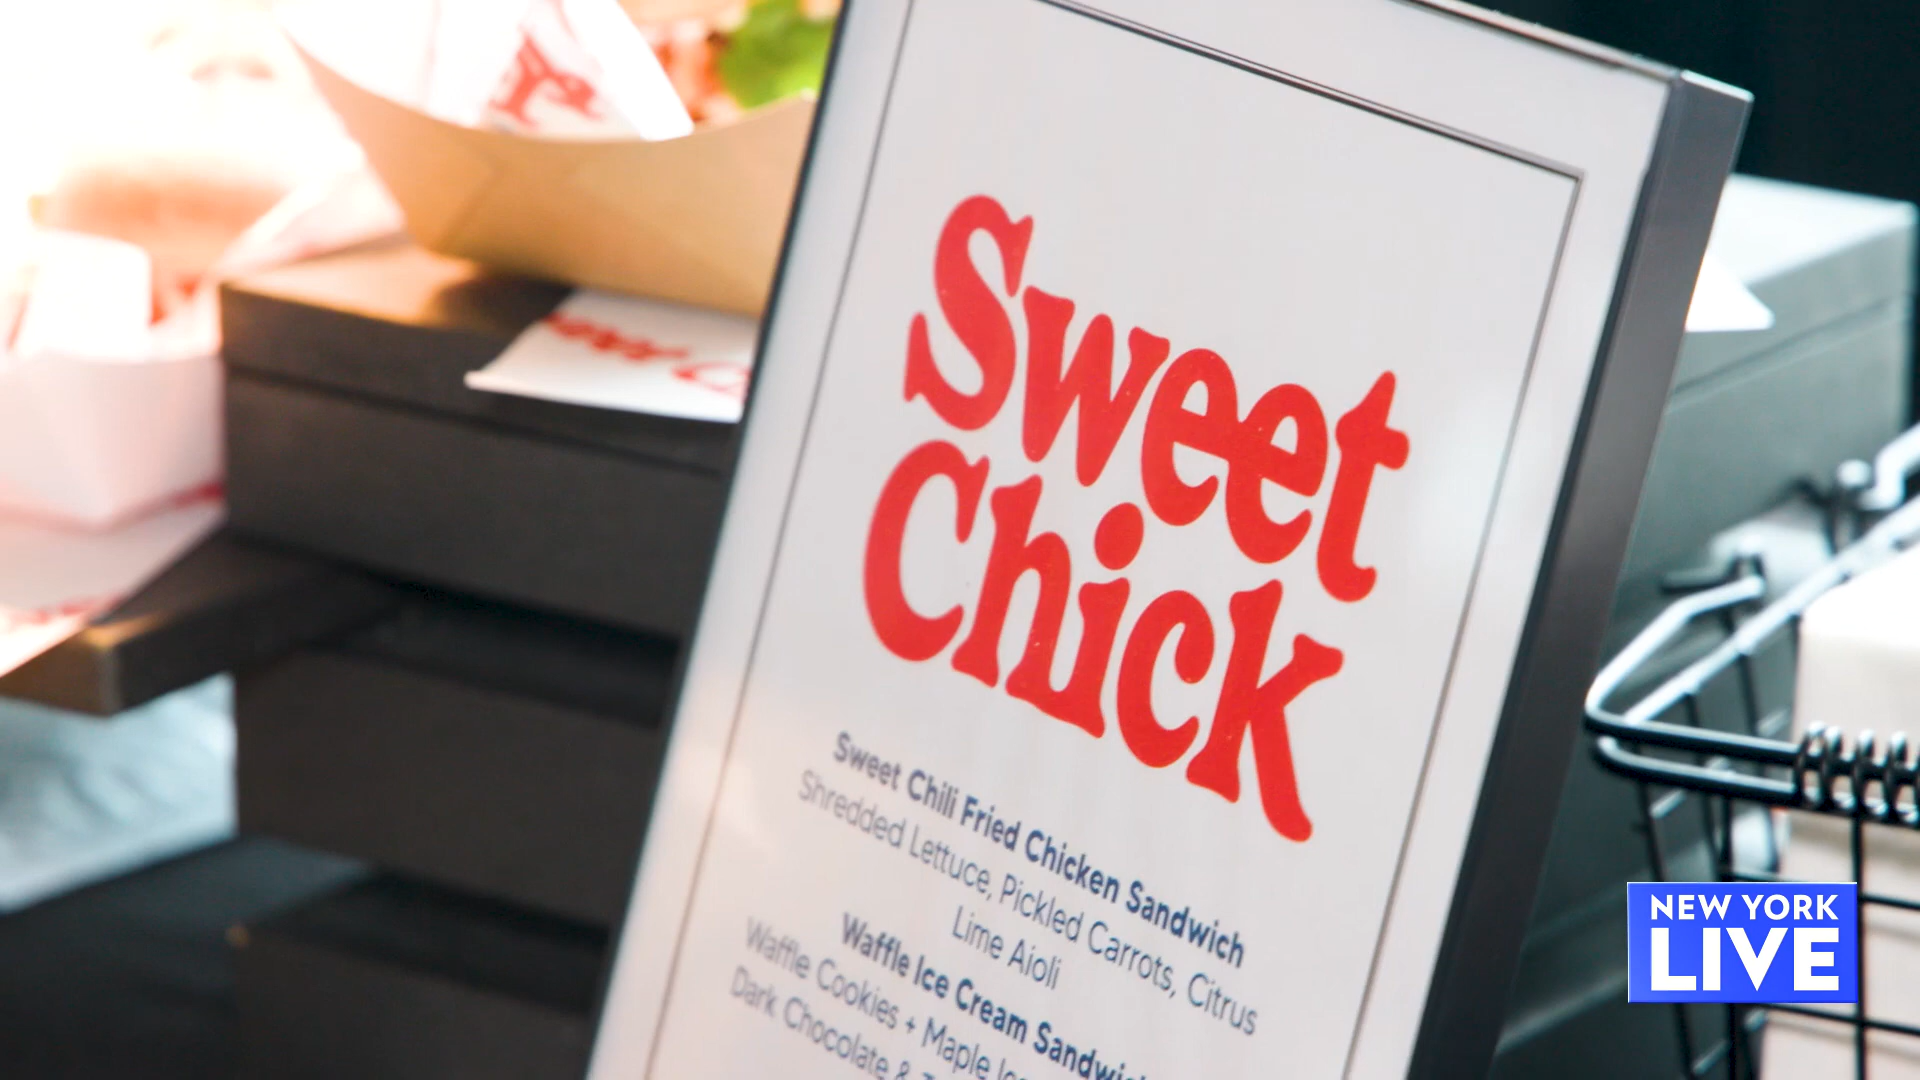 Sweet
Chick
Sweet Chili Fried Chicken Sandwich
Shredded Lettuce, Pickled Carrots, Citrus
Lime Aioli
Waffle Ice Cream
Waffle Cookies + Maple
Dark Chocolate &
NEW YORK
LIVE